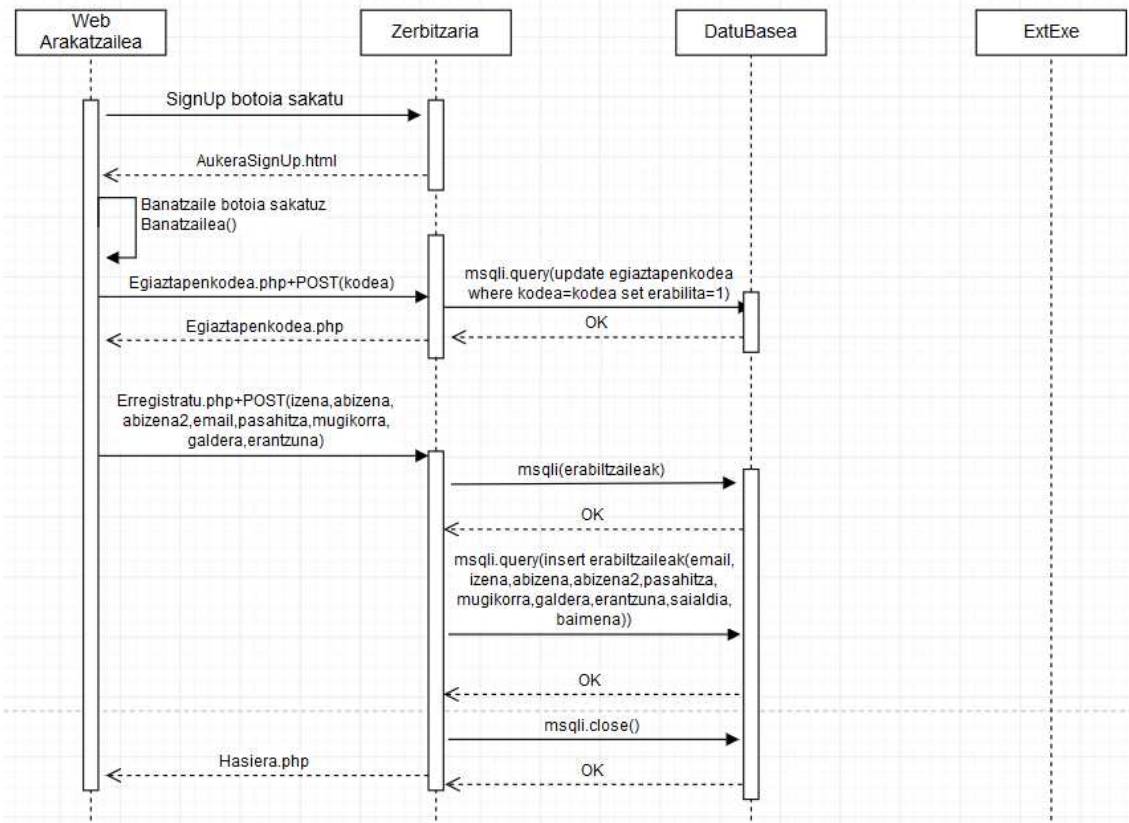 Web
Arakatzailea
Zerbitzaria
DatuBasea
ExtExe
SignUp botoia sakatu
AukeraSignUp.html
Banatzaile botoia sakatuz
Banatzailea()
Egiaztapenkodea.php+POST(kodea)
msqli.query(update egiaztapenkodea
where kodea=kodea set erabilita=1)
OK
Egiaztapenkodea.php
Erregistratu.php+POST(izena,abizena,
abizena2,email,pasahitza,mugikorra,
galdera,erantzuna)
msqli(erabiltzaileak)
OK
msqli.query(insert erabiltzaileak(email,
izena,abizena,abizena2,pasahitza,
mugikorra,galdera,erantzuna,saialdia,
baimena))
OK
msqli.close()
Hasiera.php
OK